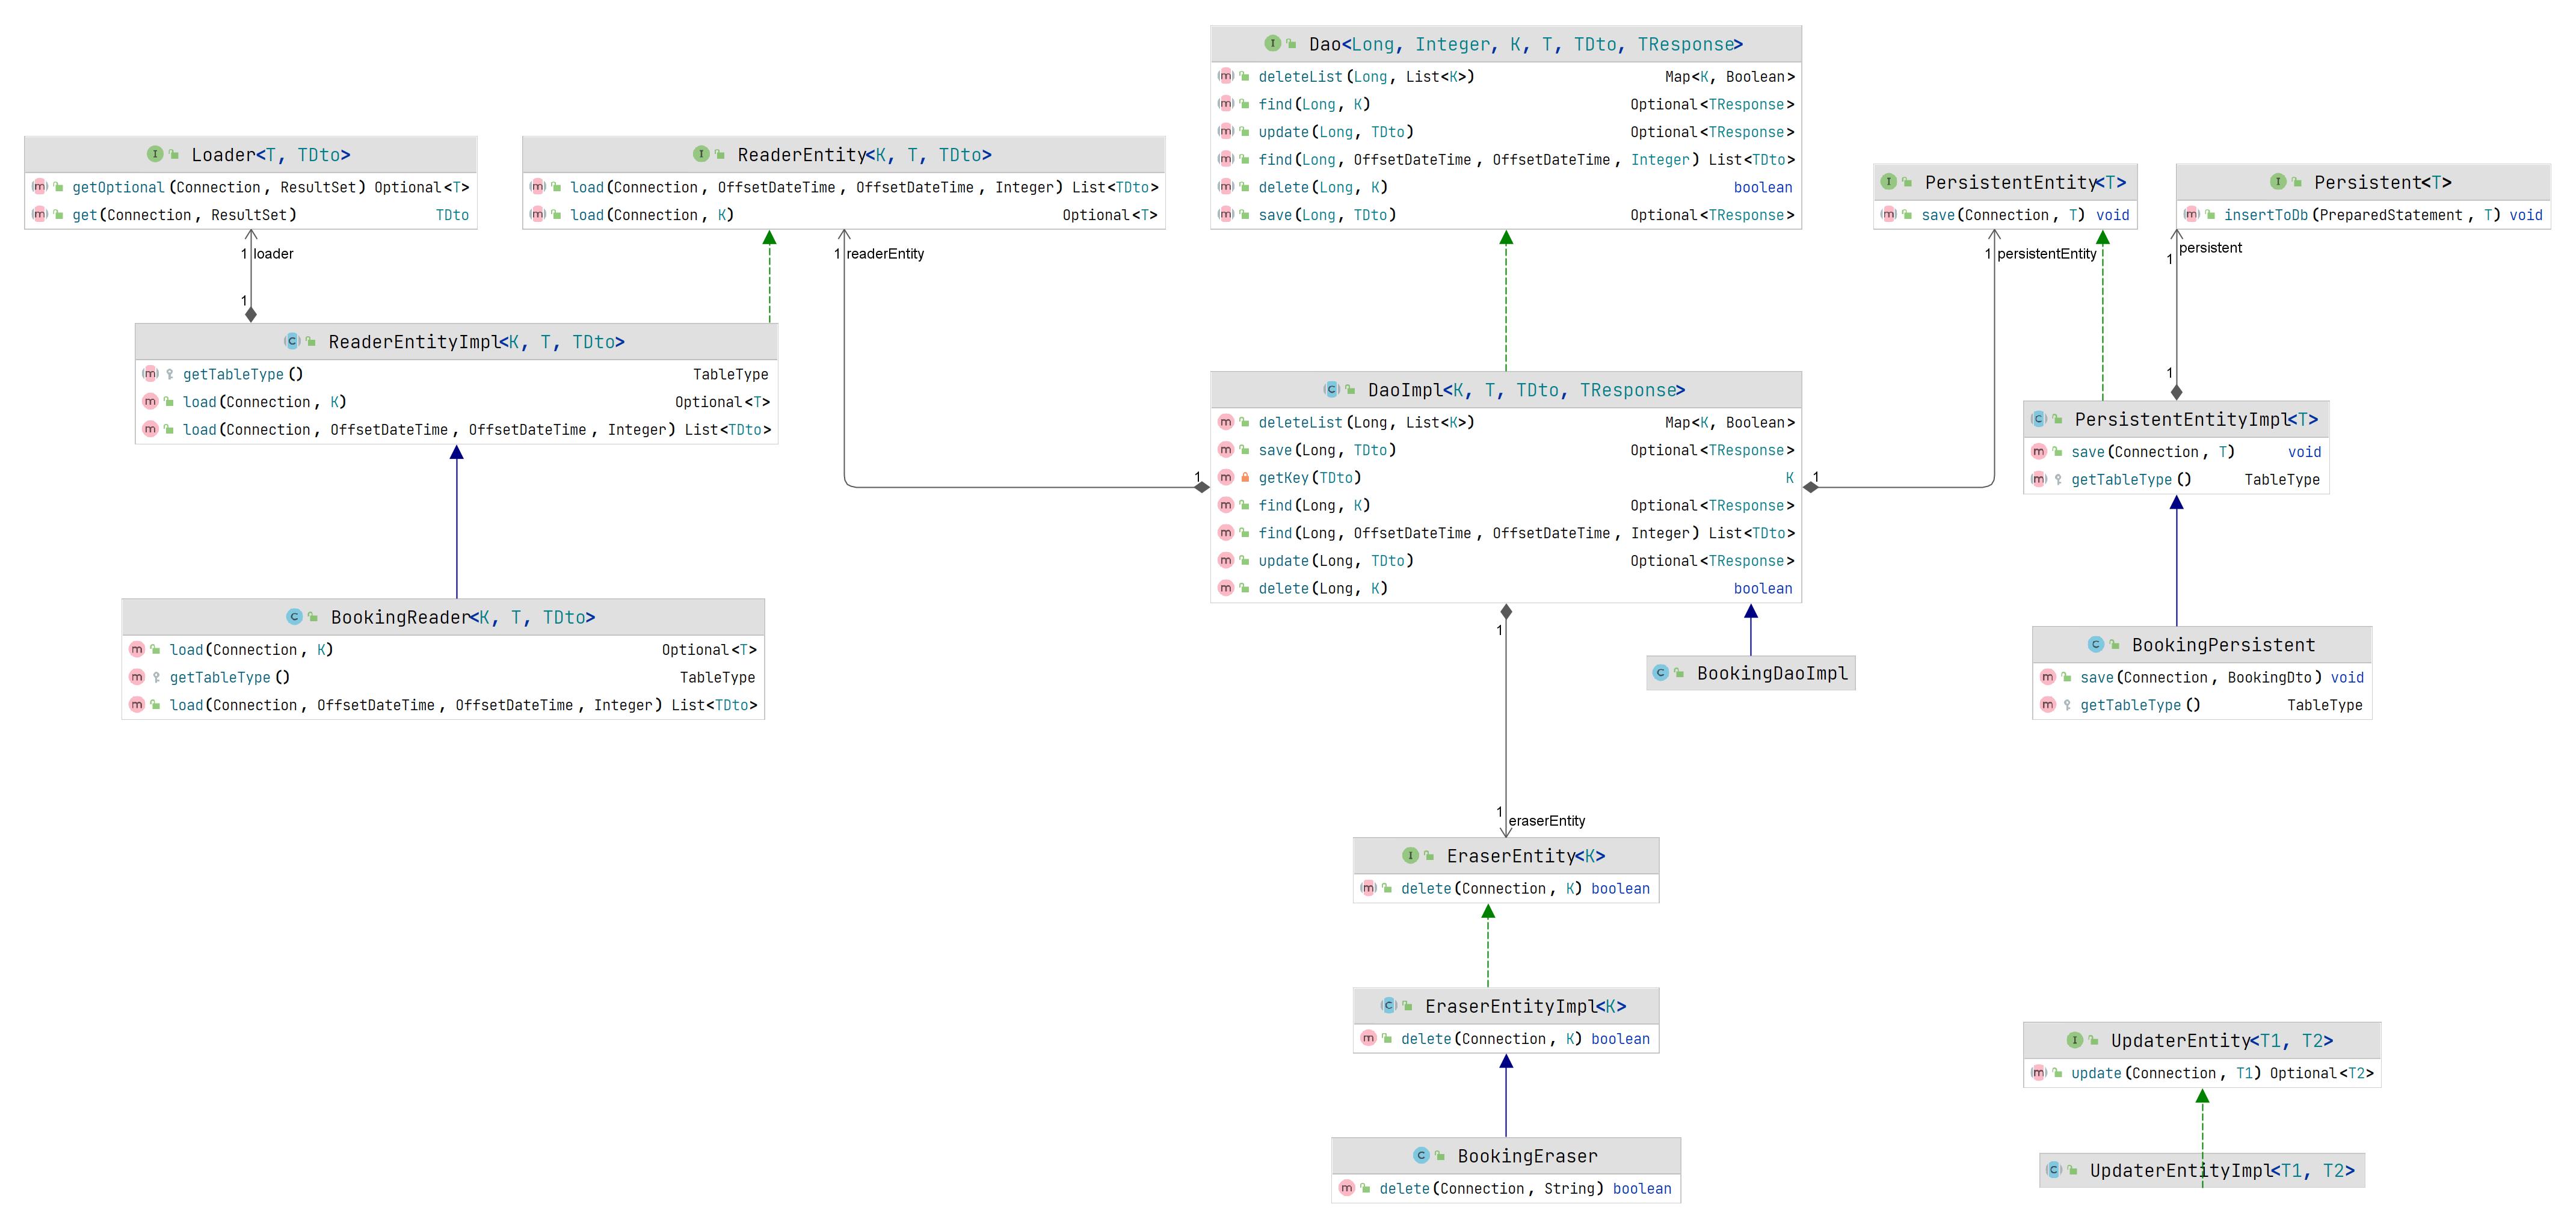 Dao<Long, Integer, K, T, TDto, TResponse>
deleteList(Long, List<K>) Map<K, Boolean>
find(Long, K) Optional<TResponse>
update(Long, TDto) Optional<TResponse>
find(Long, OffsetDateTime, OffsetDateTime, Integer) List<TDto>
delete(Long, K) boolean
save(Long, TDto) Optional<TResponse>
Loader<T, TDto>
getOptional(Connection, ResultSet) Optional<T>
get(Connection, ResultSet) TDto
1 loader
1
ReaderEntity<K, T, TDto>
load(Connection, OffsetDateTime, OffsetDateTime, Integer) List<TDto>
load(Connection, K) Optional<T>
1 readerEntity
1
PersistentEntity<T>
save(Connection, T) void
1 persistentEntity
1
Persistent<T>
insertToDb(PreparedStatement, T) void
persistent
1
1
ReaderEntityImpl<K, T, TDto>
getTableType() TableType
load(Connection, K) Optional<T>
load(Connection, OffsetDateTime, OffsetDateTime, Integer) List<TDto>
DaoImpl<K, T, TDto, TResponse>
deleteList(Long, List<K>) Map<K, Boolean>
save(Long, TDto) Optional<TResponse>
getKey(TDto) K
find(Long, K) Optional<TResponse>
find(Long, OffsetDateTime, OffsetDateTime, Integer) List<TDto>
update(Long, TDto) Optional<TResponse>
delete(Long, K) boolean
PersistentEntityImpl<T>
save(Connection, T) void
getTableType() TableType
BookingReader<K, T, TDto>
load(Connection, K) Optional<T>
getTableType() TableType
load(Connection, OffsetDateTime, OffsetDateTime, Integer) List<TDto>
BookingDaoImpl
BookingPersistent
save(Connection, BookingDto) void
getTableType() TableType
1
1 eraserEntity
EraserEntity<K>
delete(Connection, K) boolean
EraserEntityImpl<K>
delete(Connection, K) boolean
BookingEraser
delete(Connection, String) boolean
UpdaterEntity<T1, T2>
update(Connection, T1) Optional<T2>
UpdaterEntityImpl<T1, T2>